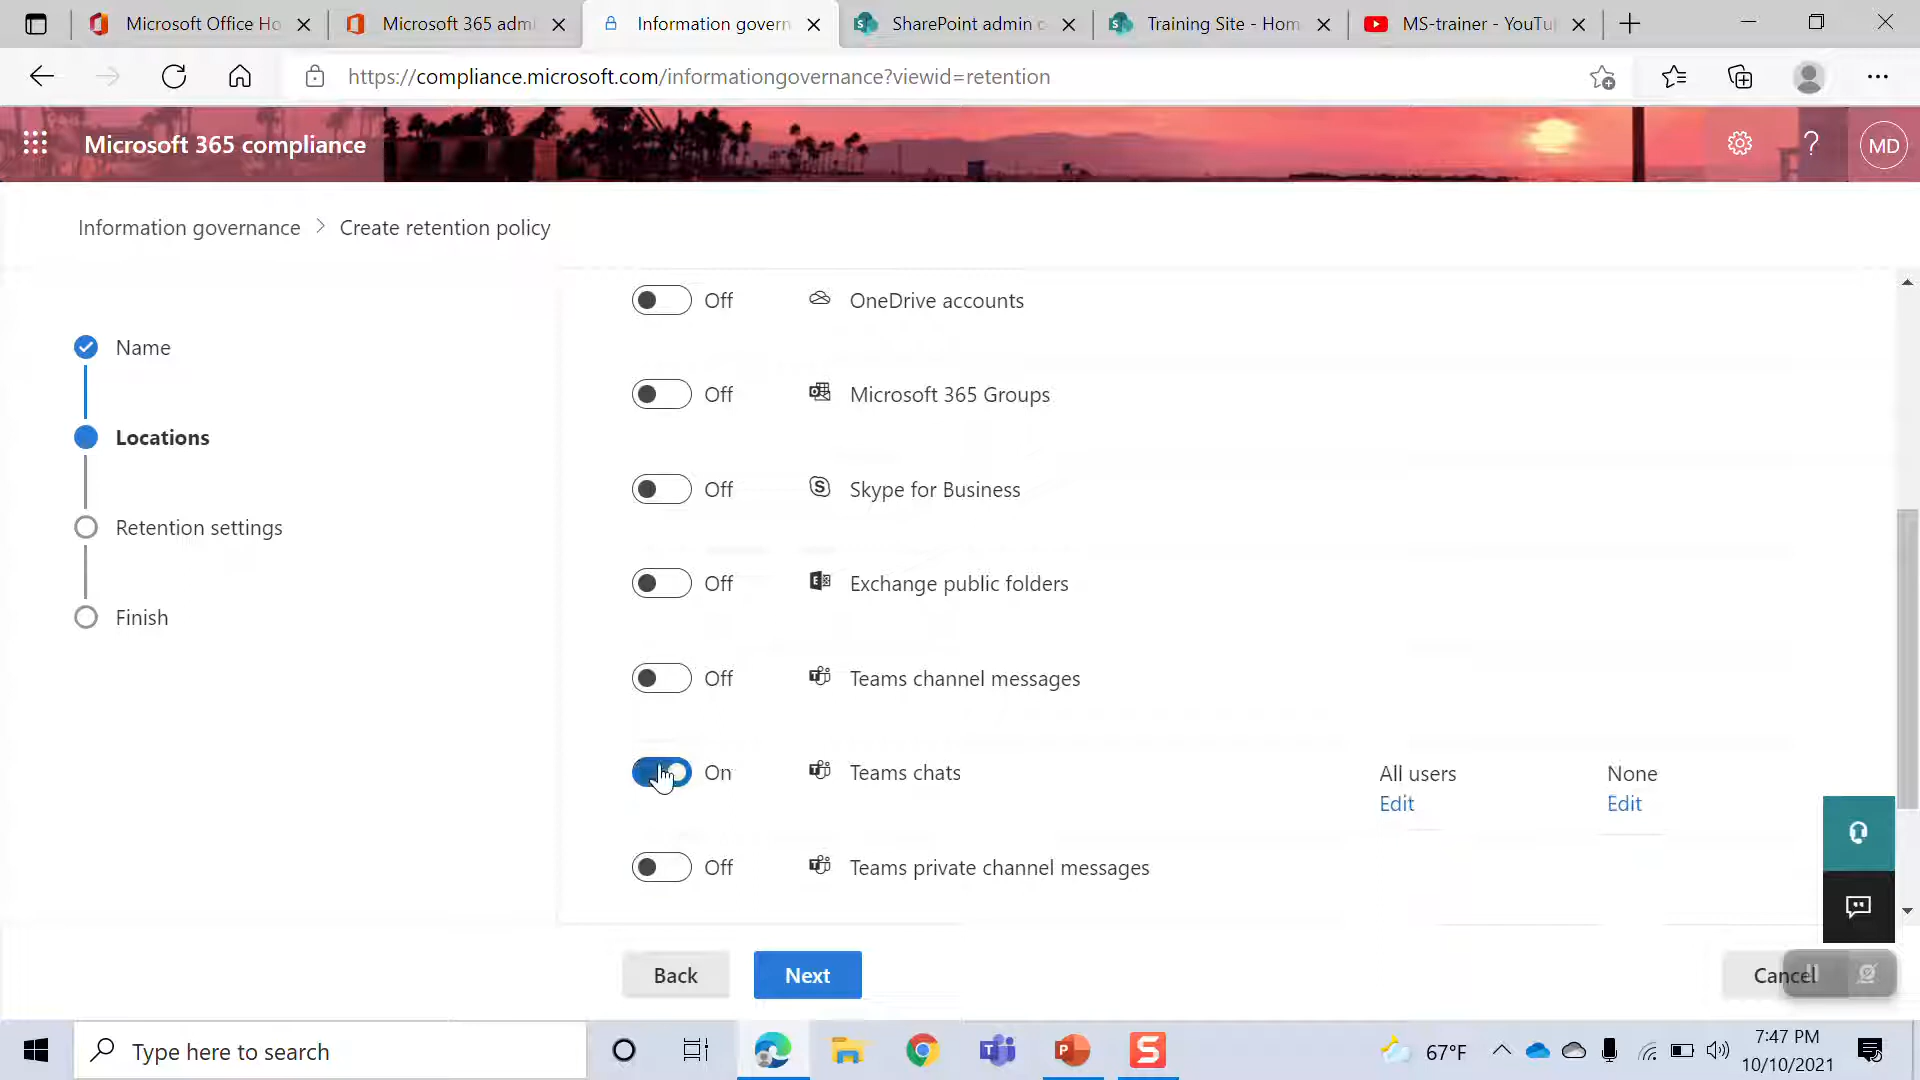 Microsoft Office Ho
Microsoft 365 admi
Information govern
SharePoint admin c
Training Site - Hom
MS-trainer - YouTu
https://compliance.microsoft.com/informationgovernance?viewid=retention
Microsoft 365 compliance
MD
Information governance > Create retention policy
Name
Locations
Retention settings
Finish
Off OneDrive accounts
Off Microsoft 365 Groups
Off Skype for Business
Off Exchange public folders
Off Teams channel messages
On Teams chats All users None
Edit Edit
Off Teams private channel messages
Back Next Cancel
Type here to search
67°F
7:47 PM
10/10/2021